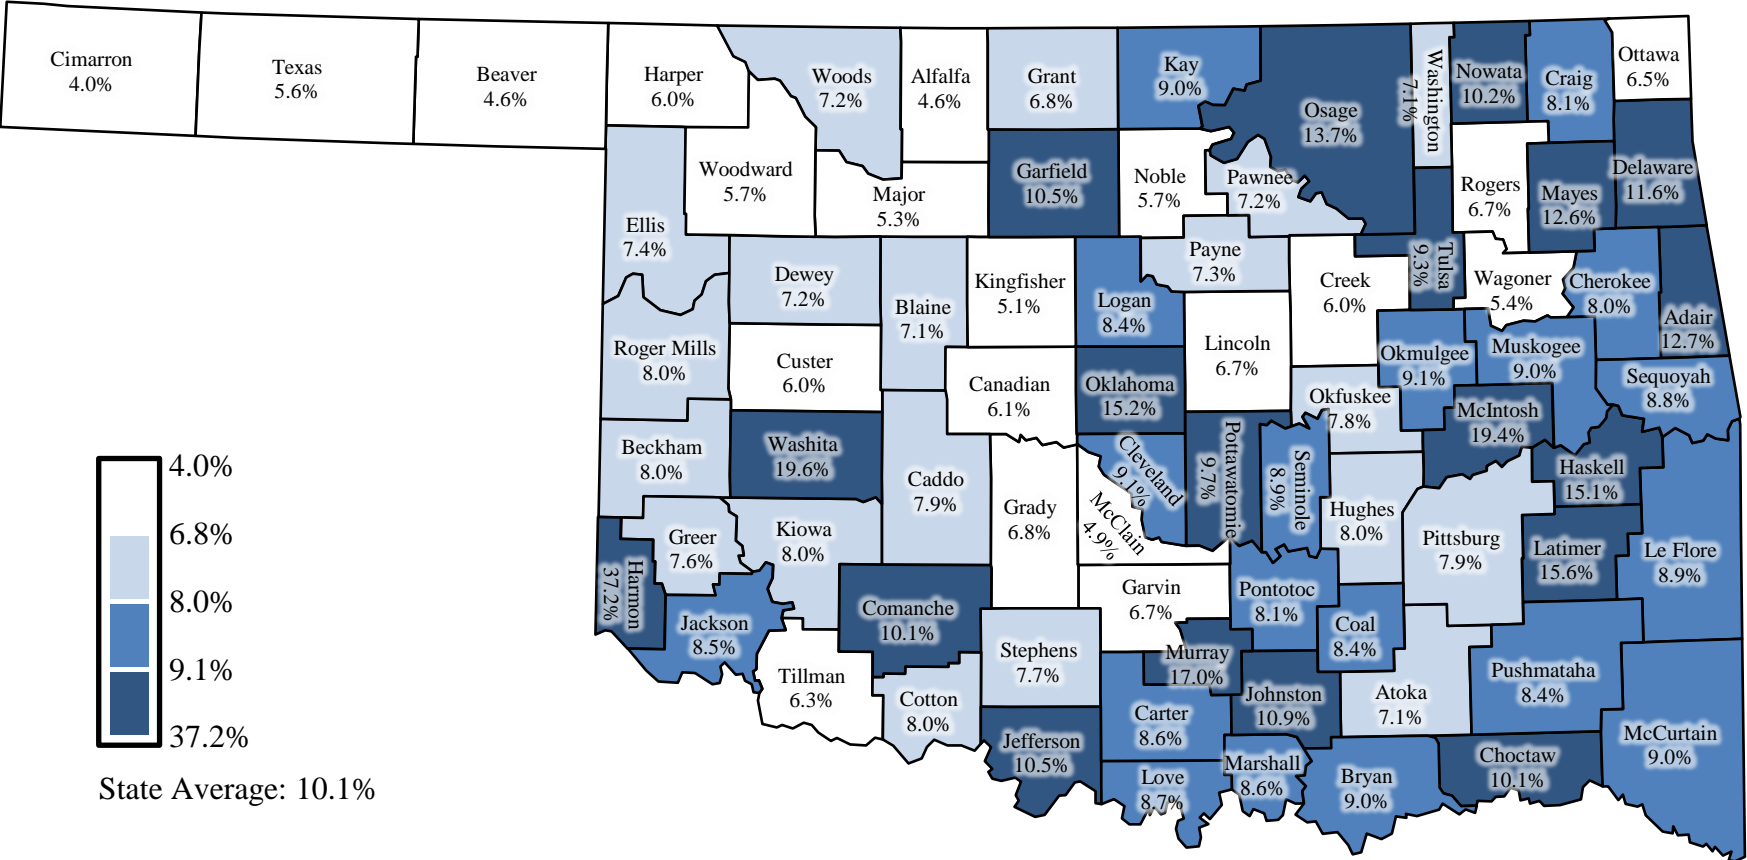 Cimarron
4.0%
Texas
5.6%
Beaver
4.6%
Harper
6.0%
Woods
7.2%
Alfalfa
4.6%
Grant
6.8%
Kay
9.0%
Osage
13.7%
Washington
7.1%
Nowata
10.2%
Craig
8.1%
Ottawa
6.5%
Woodward
5.7%
Major
5.3%
Garfield
10.5%
Noble
5.7%
Pawnee
7.2%
Rogers
6.7%
Mayes
12.6%
Delaware
11.6%
Ellis
7.4%
Dewey
7.2%
Blaine
7.1%
Kingfisher
5.1%
Logan
8.4%
Payne
7.3%
Creek
6.0%
Tulsa
9.3%
Wagoner
5.4%
Cherokee
8.0%
Adair
12.7%
Roger Mills
8.0%
Custer
6.0%
Canadian
6.1%
Oklahoma
15.2%
Lincoln
6.7%
Okmulgee
9.1%
Muskogee
9.0%
Sequoyah
8.8%
Okfuskee
7.8%
McIntosh
19.4%
Beckham
8.0%
Washita
19.6%
Caddo
7.9%
Grady
6.8%
Cleveland
9.1%
McClain
4.9%
Pottawatomie
9.7%
Seminole
8.9%
Hughes
8.0%
Haskell
15.1%
Pittsburg
7.9%
Latimer
15.6%
Le Flore
8.9%
Greer
7.6%
Kiowa
8.0%
Harmon
37.2%
Jackson
8.5%
Comanche
10.1%
Tillman
6.3%
Cotton
8.0%
Stephens
7.7%
Garvin
6.7%
Murray
17.0%
Pontotoc
8.1%
Coal
8.4%
Johnston
10.9%
Atoka
7.1%
Pushmataha
8.4%
McCurtain
9.0%
Jefferson
10.5%
Carter
8.6%
Love
8.7%
Marshall
8.6%
Bryan
9.0%
Choctaw
10.1%
4.0%
6.8%
8.0%
9.1%
37.2%
State Average: 10.1%